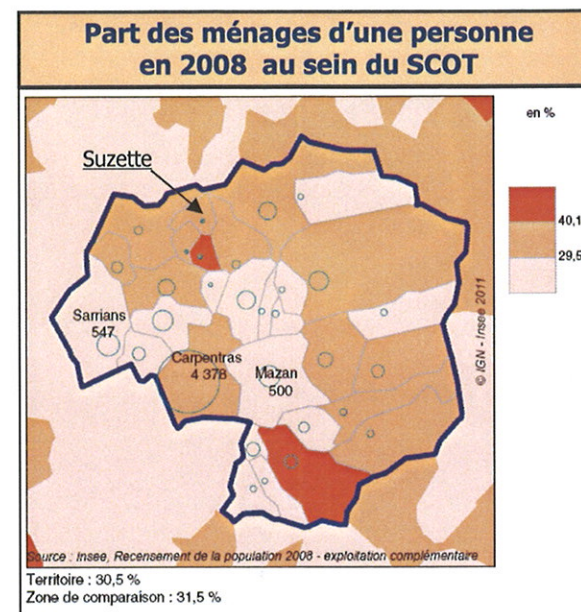 Part des ménages d'une personne
en 2008 au sein du SCOT
en %
Suzette
40,1
29,5
Sarrians
547
Carpentras
4 378
Mazan
500
© IGN - Insee 2011
Source : Insee, Recensement de la population 2008 - exploitation complémentaire
Territoire : 30,5 %
Zone de comparaison : 31,5 %